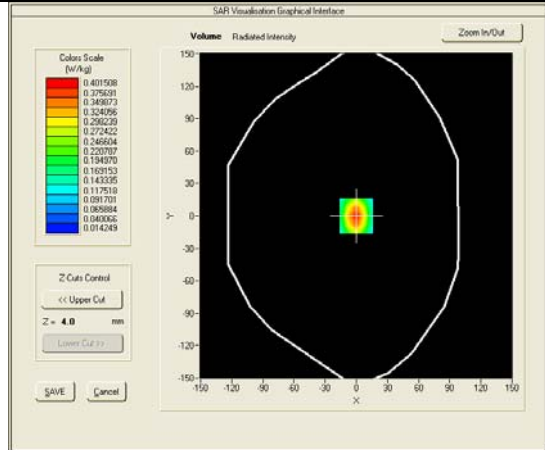 SAR Visualisation Graphical Interface
Volume Radiated Intensity
Zoom In/Out
Colors Scale
(W/kg)
0.401508
0.375691
0.349873
0.324056
0.298239
0.272422
0.246604
0.220787
0.194970
0.169153
0.143335
0.117518
0.091701
0.065884
0.040066
0.014249
Z Cuts Control
<< Upper Cut
Z = 4.0 mm
Lower Cut >>
SAVE Cancel
150-
120-
90-
60-
30-
Y 0-
-30-
-60-
-90-
-120-
-150-
-150 -120 -90 -60 -30 0 30 60 90 120 150
X